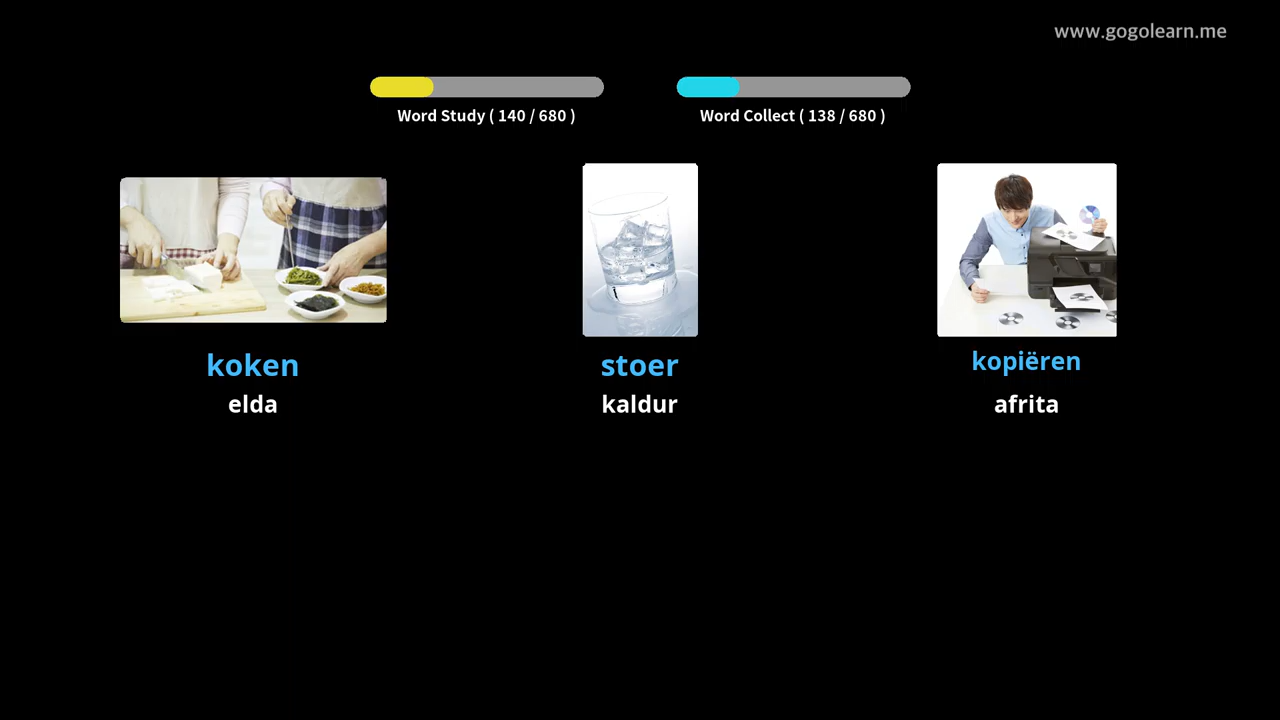 www.gogolearn.me
Word Study ( 140 / 680 )
Word Collect ( 138 / 680 )
koken
stoer
kopiëren
elda
kaldur
afrita